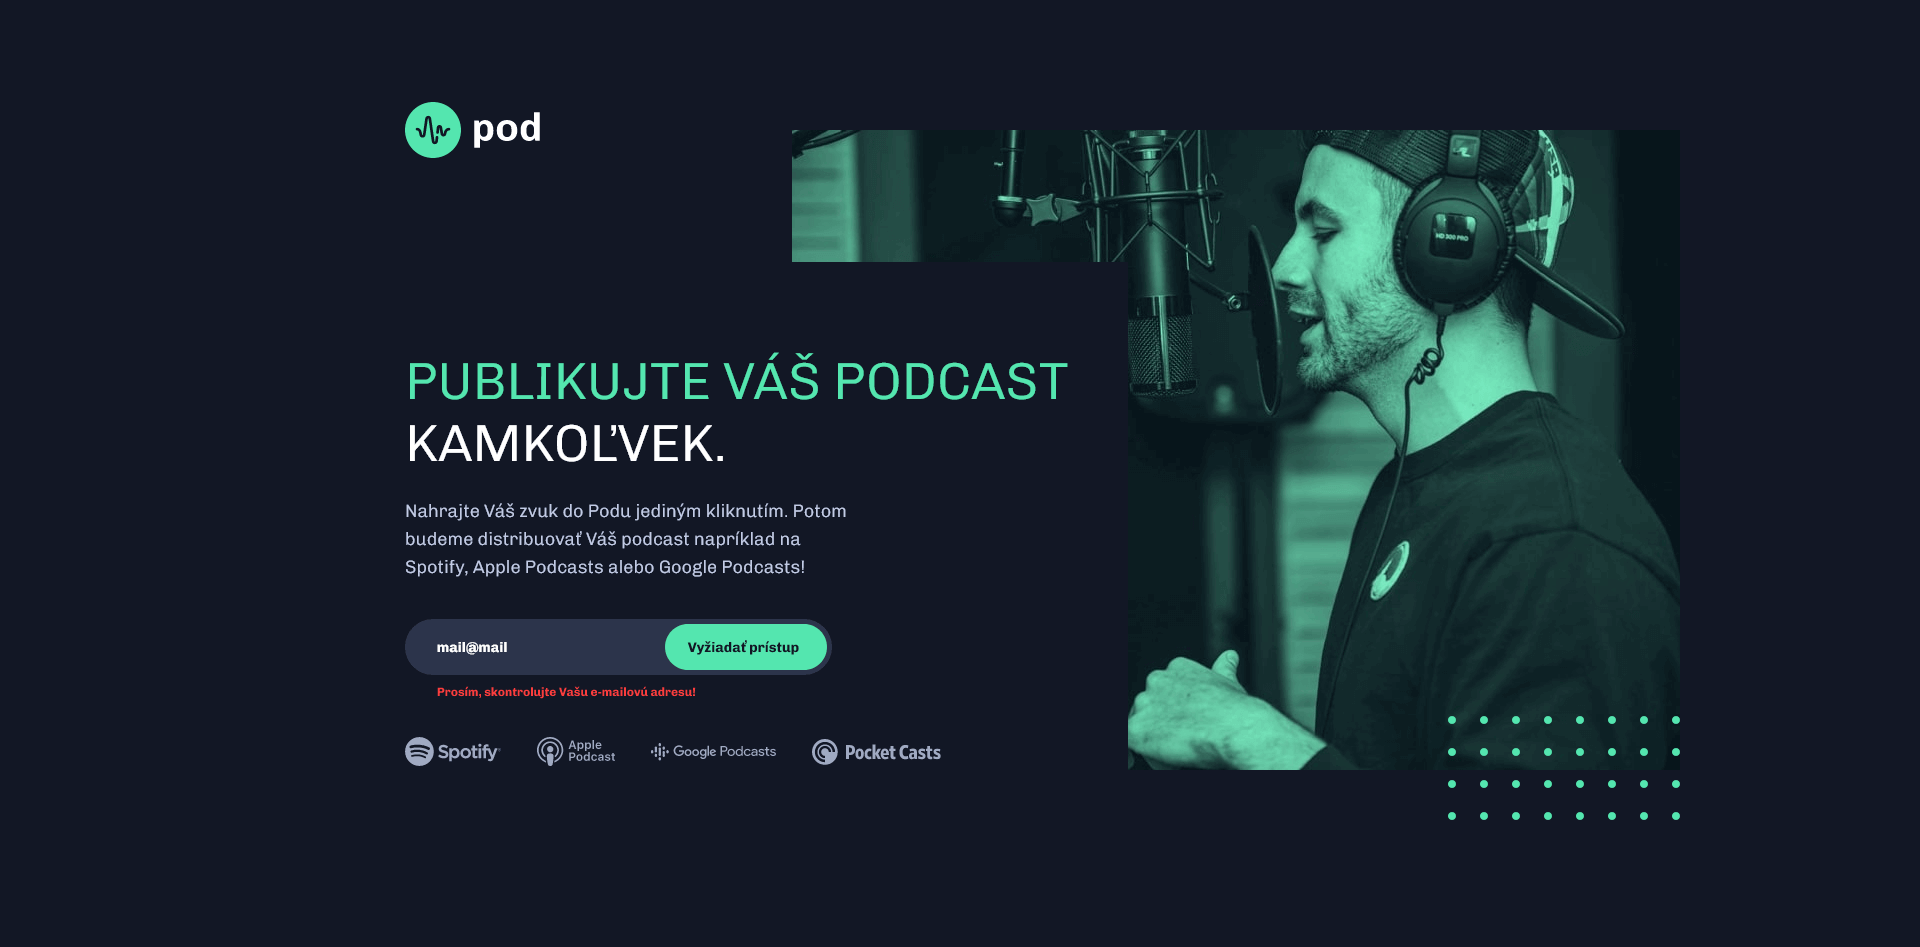 pod
HD 300 PRO
PUBLIKUJTE VÁŠ PODCAST
KAMKOĽVEK.
Nahrajte Váš zvuk do Podu jediným kliknutím. Potom
budeme distribuovať Váš podcast napríklad na
Spotify, Apple Podcasts alebo Google Podcasts!
mail@mail
Vyžiadať prístup
Prosím, skontrolujte Vašu e-mailovú adresu!
Spotify
Apple
Podcast
Google Podcasts
Pocket Casts